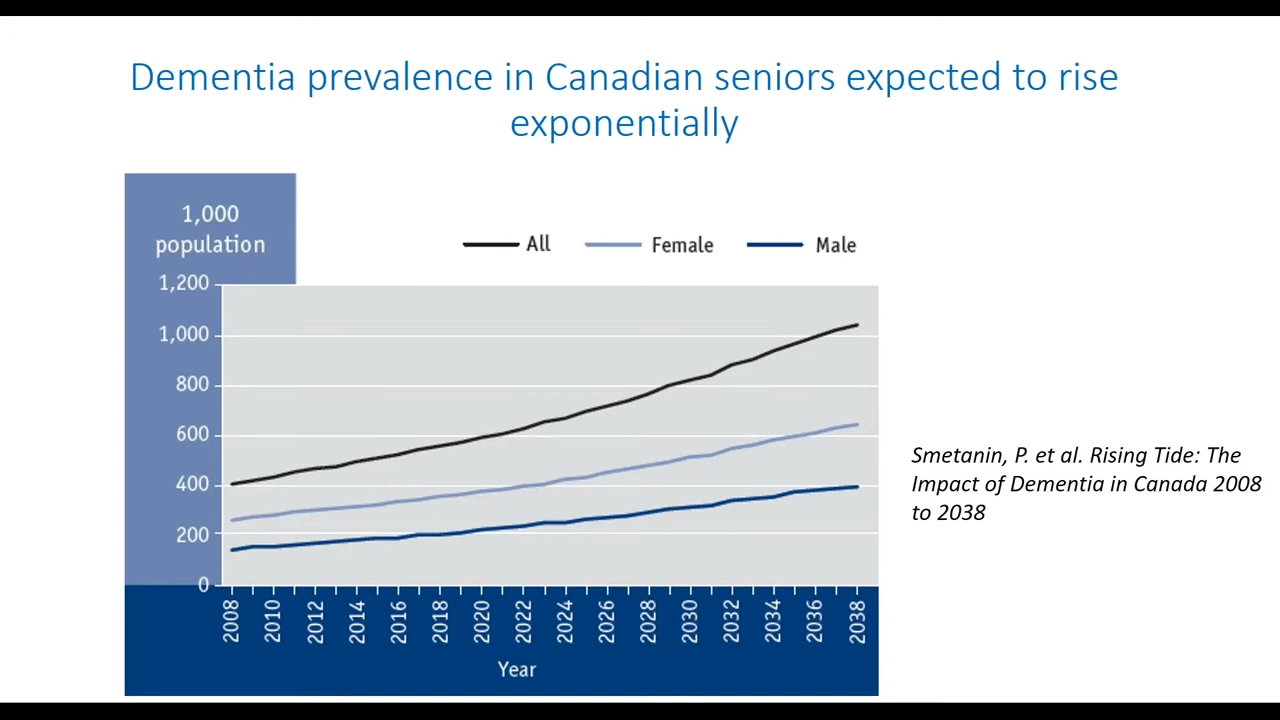 Dementia prevalence in Canadian seniors expected to rise
exponentially
1,000
population
All
Female
Male
1,200
1,000
800
600
400
200
0
2008
2010
2012
2014
2016
2018
2020
2022
2024
2026
2028
2030
2032
2034
2036
2038
Year
Smetanin, P. et al. Rising Tide: The
Impact of Dementia in Canada 2008
to 2038